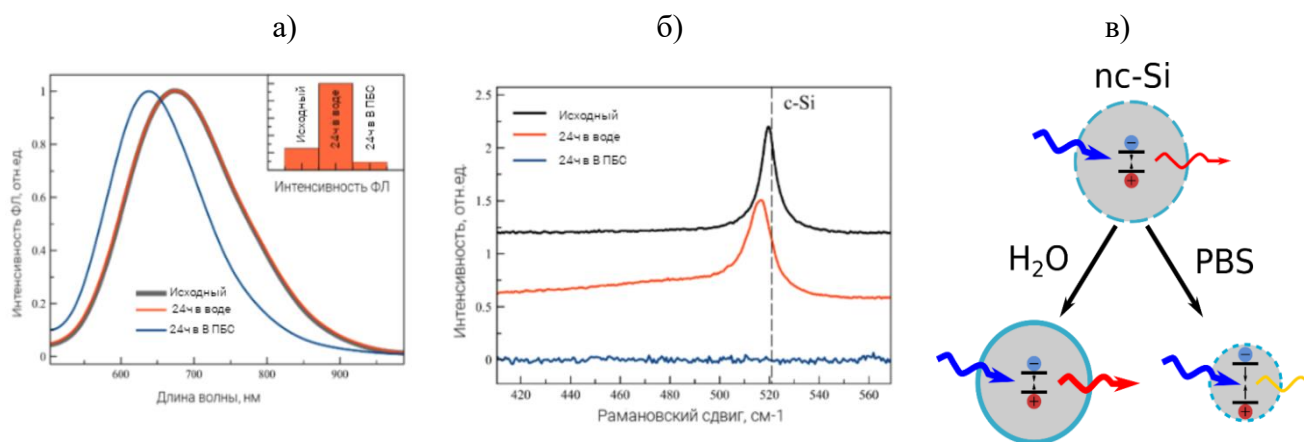 а)
б)
в)
Интенсивность ФЛ, отн.ед.
1
0.8
0.6
0.4
0.2
0
600
700
800
900
Длина волны, нм
Исходный
24ч в воде
24ч в В ПБС
Исходный
24ч в воде
24ч в В ПБС
Интенсивность ФЛ
Интенсивность, отн.ед.
2.5
2
1.5
1
0.5
0
420
440
460
480
500
520
540
560
Рамановский сдвиг, см-1
Исходный
24ч в воде
24ч в В ПБС
c-Si
nc-Si
−
+
H₂O
PBS
−
+
−
+